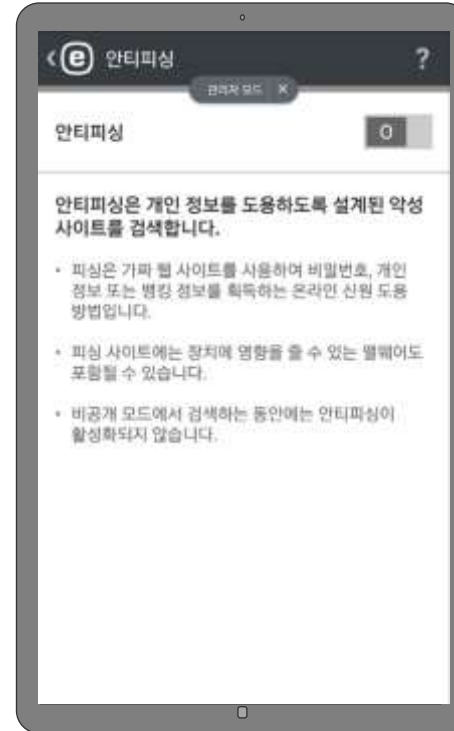 안티피싱
?
관리자 모드 X
안티피싱
안티피싱은 개인 정보를 도용하도록 설계된 악성
사이트를 검색합니다.
• 피싱은 가짜 웹 사이트를 사용하여 비밀번호, 개인
정보 또는 뱅킹 정보를 획득하는 온라인 신원 도용
방법입니다.
• 피싱 사이트에는 장치에 영향을 줄 수 있는 맬웨어도
포함될 수 있습니다.
• 비공개 모드에서 검색하는 동안에는 안티피싱이
활성화되지 않습니다.